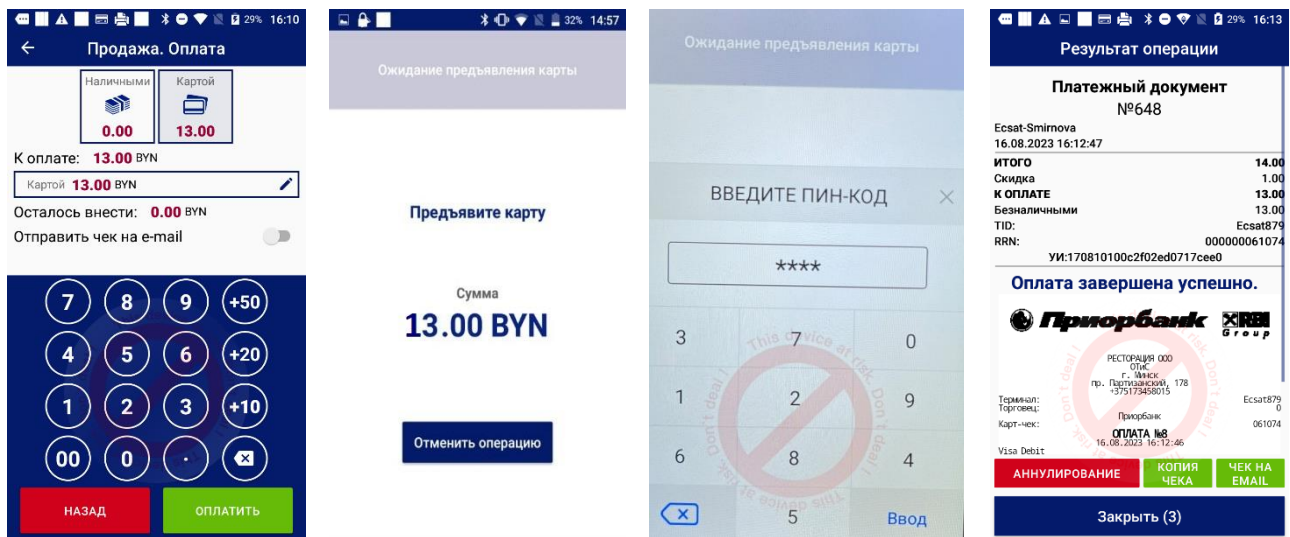 29% 16:10
Продажа. Оплата
Наличными
0.00
Картой
13.00
К оплате: 13.00 BYN
Картой 13.00 BYN
Осталось внести: 0.00 BYN
Отправить чек на e-mail
7 8 9 +50
4 5 6 +20
1 2 3 +10
00 0 ·
НАЗАД ОПЛАТИТЬ
32% 14:57
Ожидание предъявления карты
Предъявите карту
Сумма
13.00 BYN
Отменить операцию
Ожидание предъявления карты
ВВЕДИТЕ ПИН-КОД
****
3 7 0
1 2 9
6 8 4
5 Ввод
This device at risk. Don't deal!
29% 16:13
Результат операции
Платежный документ
№648
Ecsat-Smirnova
16.08.2023 16:12:47
ИТОГО 14.00
Скидка 1.00
К ОПЛАТЕ 13.00
Безналичными 13.00
TID: Ecsat879
RRN: 000000061074
УИ:170810100c2f02ed0717cee0
Оплата завершена успешно.
Приорбанк RBI
Group
РЕСТОРАЦИЯ ООО
ОТиС
г. Минск
пр. Партизанский, 178
+375173458015
Терминал: Ecsat879
Торговец: 0
Приорбанк
Карт-чек: 061074
ОПЛАТА №8
16.08.2023 16:12:46
Visa Debit
АННУЛИРОВАНИЕ
КОПИЯ
ЧЕКА
ЧЕК НА
EMAIL
Закрыть (3)